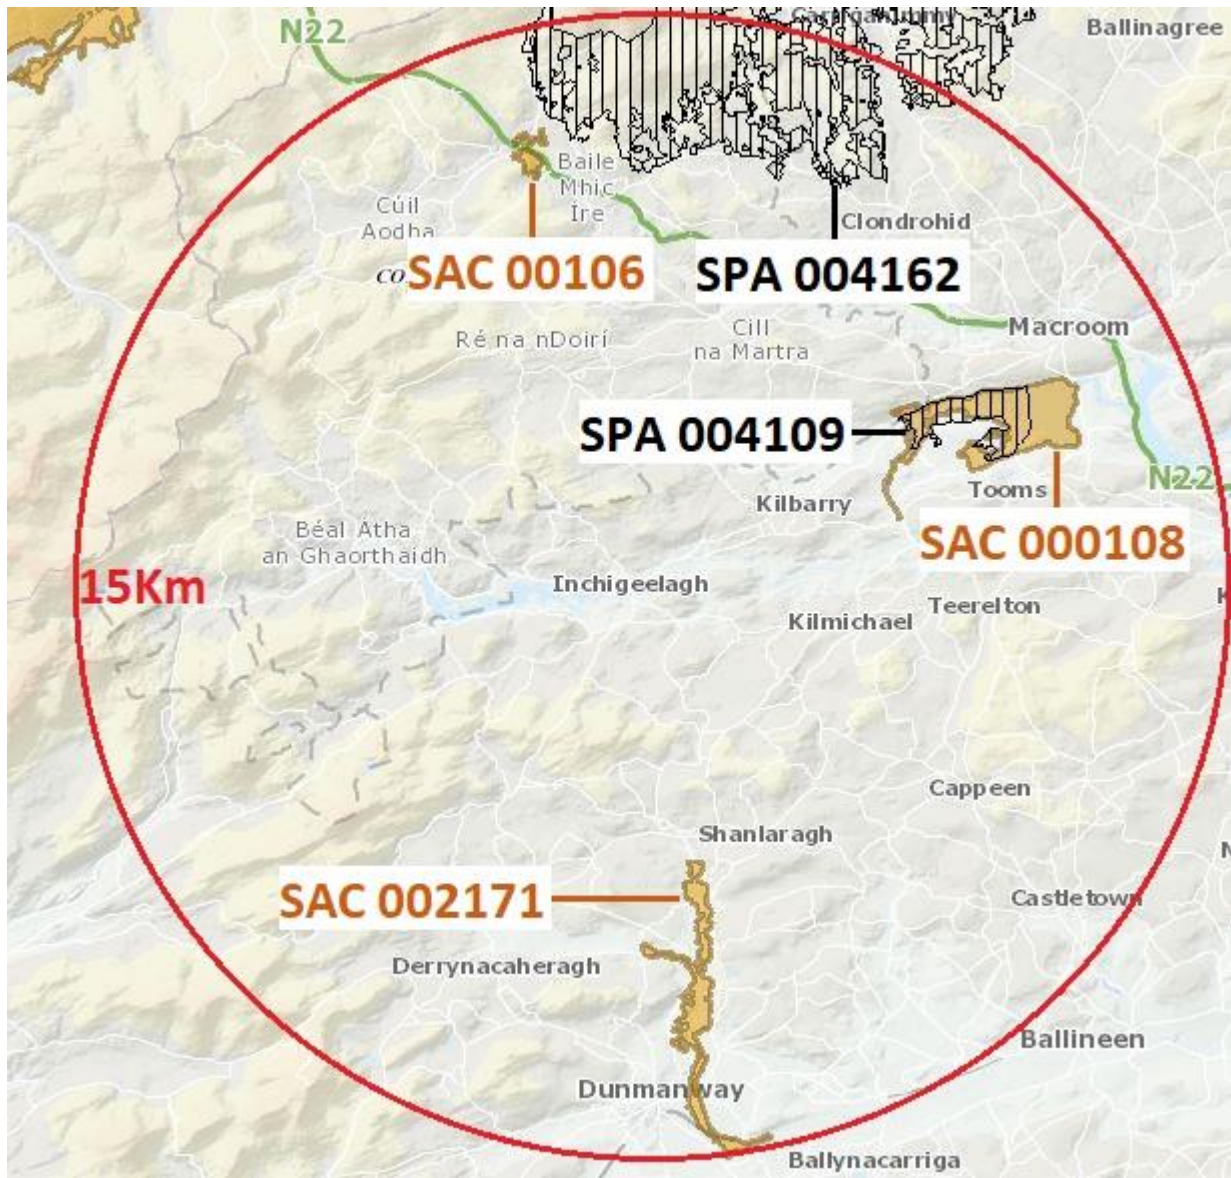 Carriganimmy
Ballinagree
N22
Baile
Mhic
Íre
Cúil
Aodha
Clondrohid
CO
SAC 00106
SPA 004162
Ré na nDoirí
Cill
na Martra
Macroom
SPA 004109
N22
Kilbarry
Tooms
SAC 000108
Béal Átha
an Ghaorthaidh
15Km
Inchigeelagh
Teerelton
K
Kilmichael
Cappeen
Shanlaragh
N
SAC 002171
Castletown
Derrynacaheragh
Ballineen
Dunmanway
Ballynacarriga